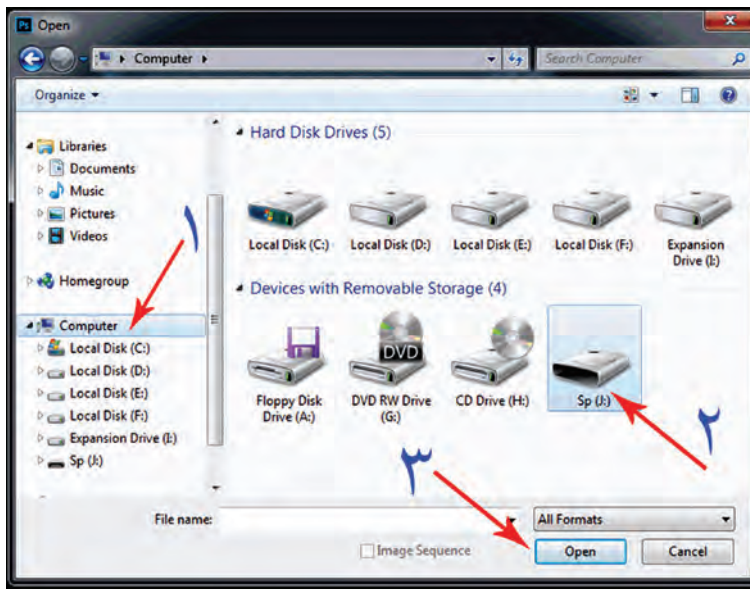 Ps Open
Computer
Search Computer
Organize
Libraries
Documents
Music
Pictures
Videos
Homegroup
Computer
Local Disk (C:)
Local Disk (D:)
Local Disk (E:)
Local Disk (F:)
Expansion Drive (I:)
Sp (J:)
۱
Hard Disk Drives (5)
Local Disk (C:)
Local Disk (D:)
Local Disk (E:)
Local Disk (F:)
Expansion
Drive (I:)
Devices with Removable Storage (4)
DVD
Floppy Disk
Drive (A:)
DVD RW Drive
(G:)
CD Drive (H:)
Sp (J:)
۲
۳
File name:
All Formats
Image Sequence
Open
Cancel